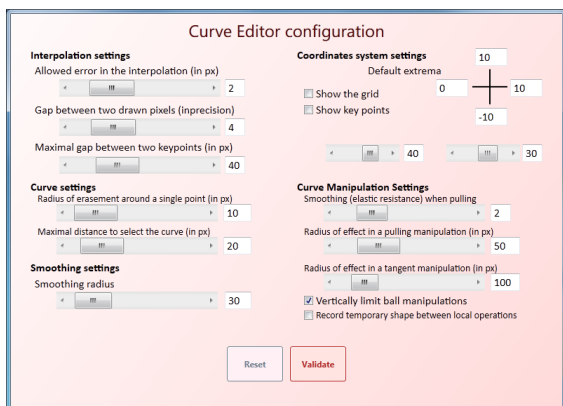 Curve Editor configuration
Interpolation settings
Allowed error in the interpolation (in px)
2
Gap between two drawn pixels (inprecision)
4
Maximal gap between two keypoints (in px)
40
Curve settings
Radius of erasement around a single point (in px)
10
Maximal distance to select the curve (in px)
20
Smoothing settings
Smoothing radius
30
Coordinates system settings
10
Default extrema
0
10
Show the grid
Show key points
-10
40
30
Curve Manipulation Settings
Smoothing (elastic resistance) when pulling
2
Radius of effect in a pulling manipulation (in px)
50
Radius of effect in a tangent manipulation (in px)
100
Vertically limit ball manipulations
Record temporary shape between local operations
Reset
Validate